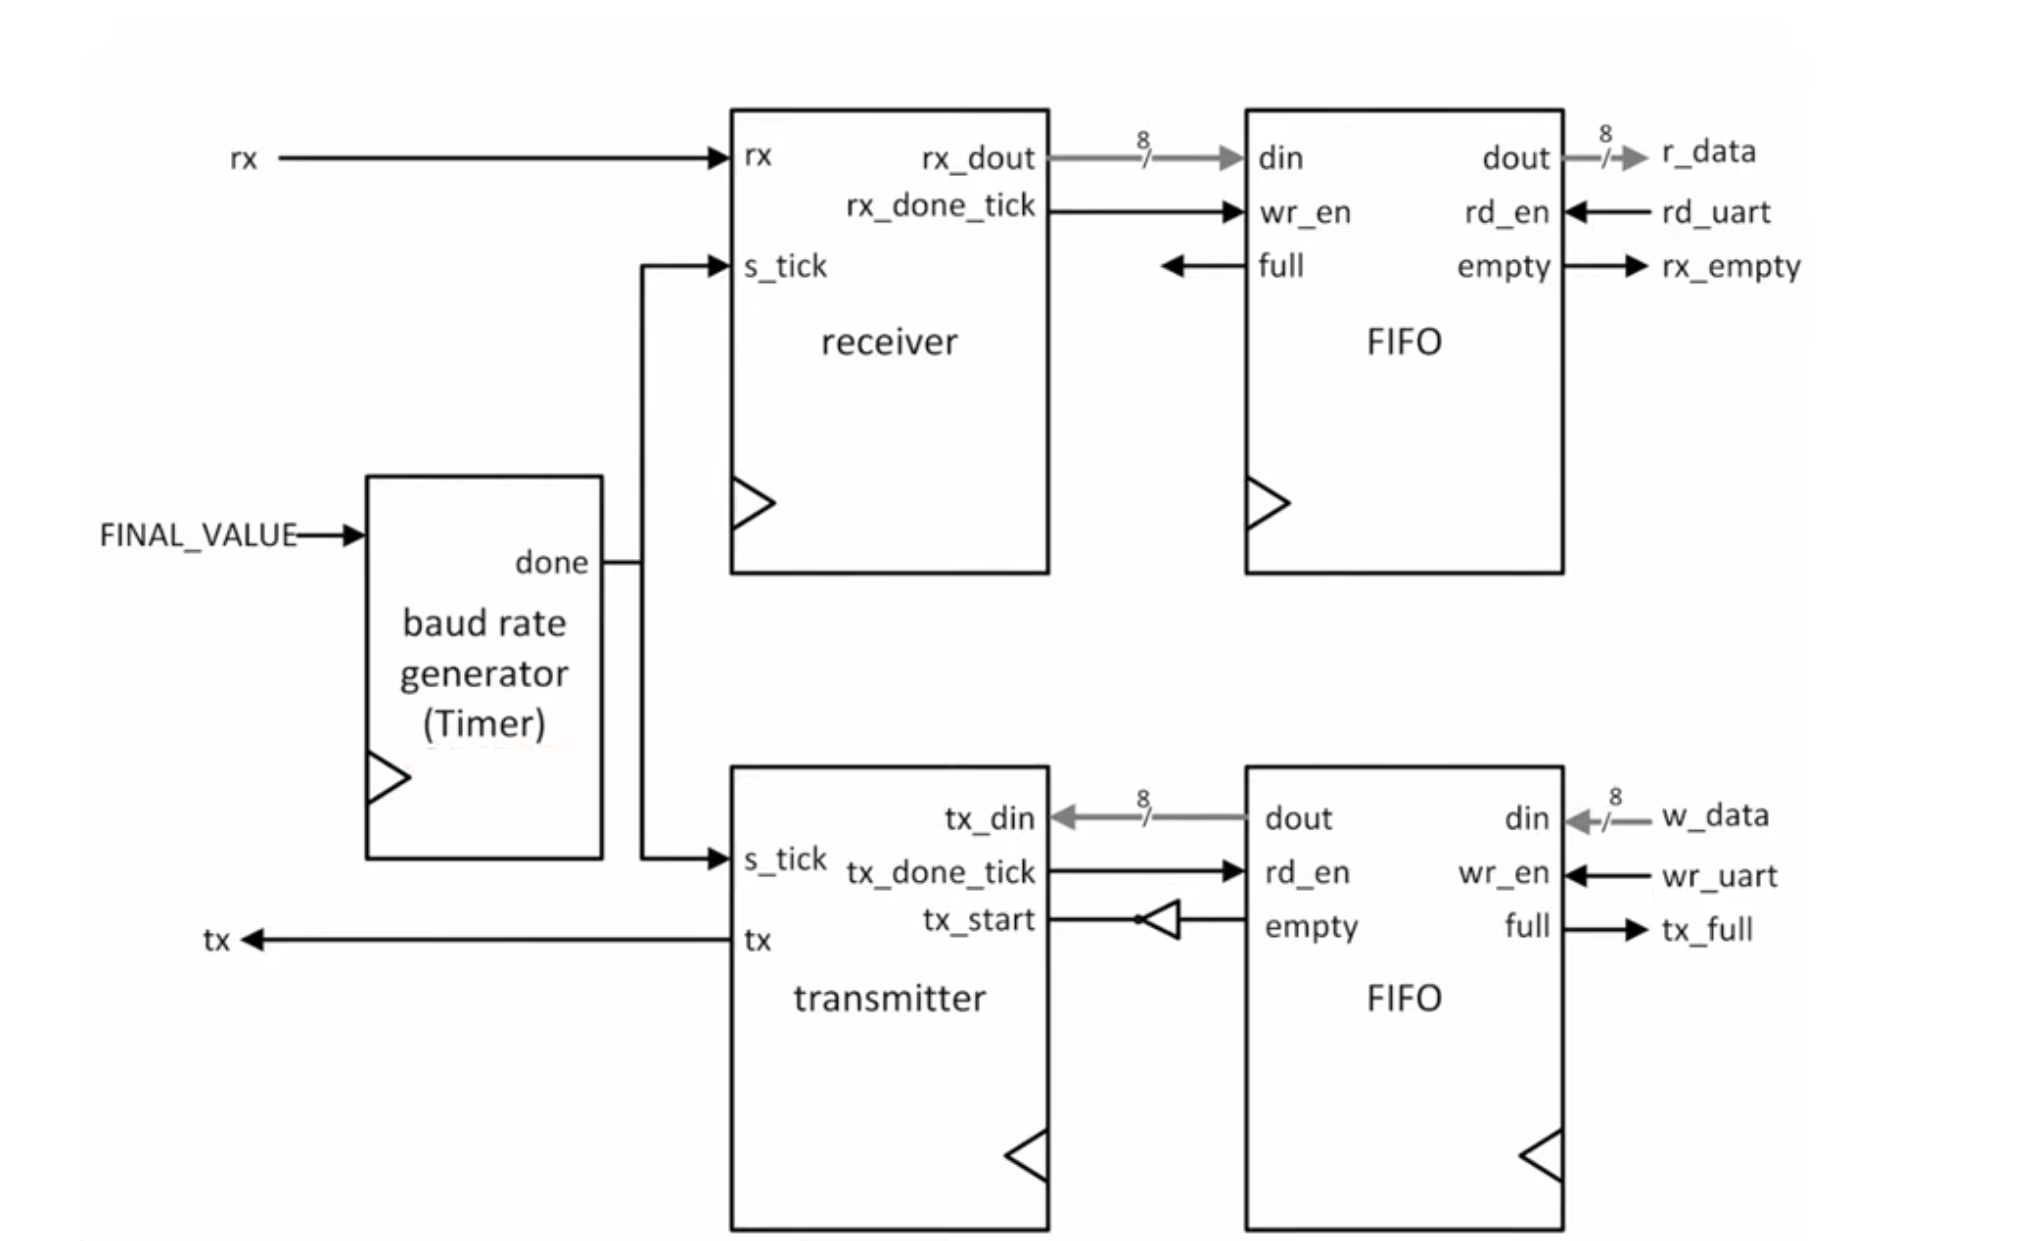 rx
rx
rx_dout
8
din
dout
8
r_data
rx_done_tick
wr_en
rd_en
rd_uart
s_tick
full
empty
rx_empty
receiver
FIFO
FINAL_VALUE
done
baud rate
generator
(Timer)
tx_din
8
dout
din
8
w_data
s_tick
tx_done_tick
rd_en
wr_en
wr_uart
tx_start
empty
full
tx_full
tx
tx
transmitter
FIFO